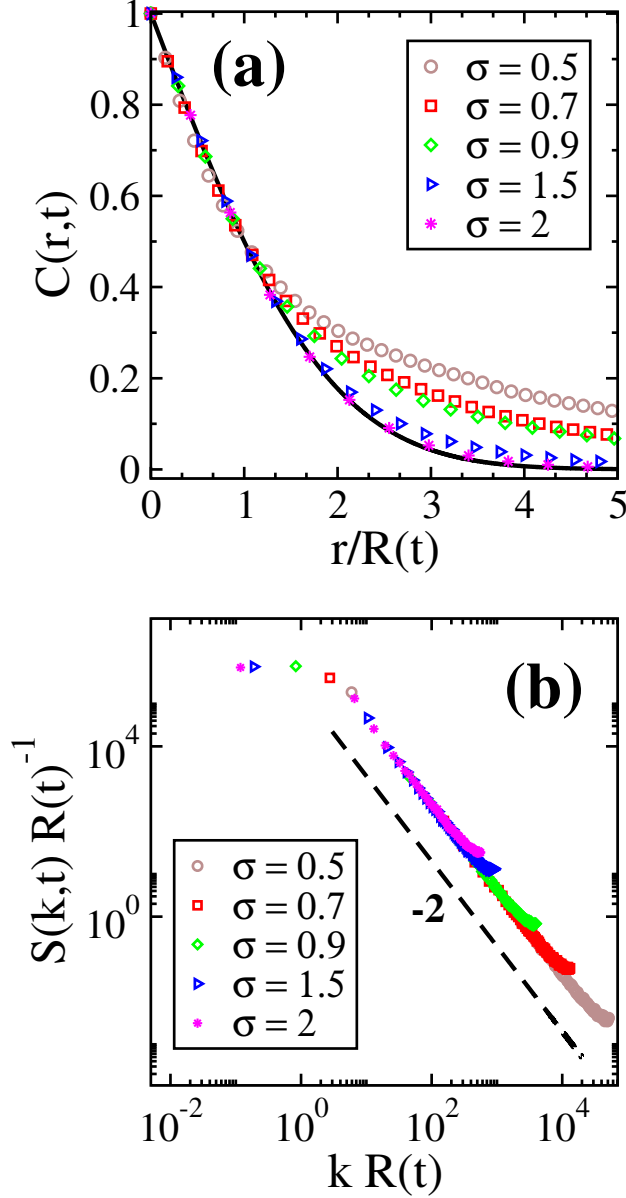 (a)
C(r,t)
1
0.8
0.6
0.4
0.2
0
σ = 0.5
σ = 0.7
σ = 0.9
σ = 1.5
σ = 2
0 1 2 3 4 5
r/R(t)
(b)
S(k,t) R(t)^-1
10^4
10^0
-2
σ = 0.5
σ = 0.7
σ = 0.9
σ = 1.5
σ = 2
10^-2 10^0 10^2 10^4
k R(t)